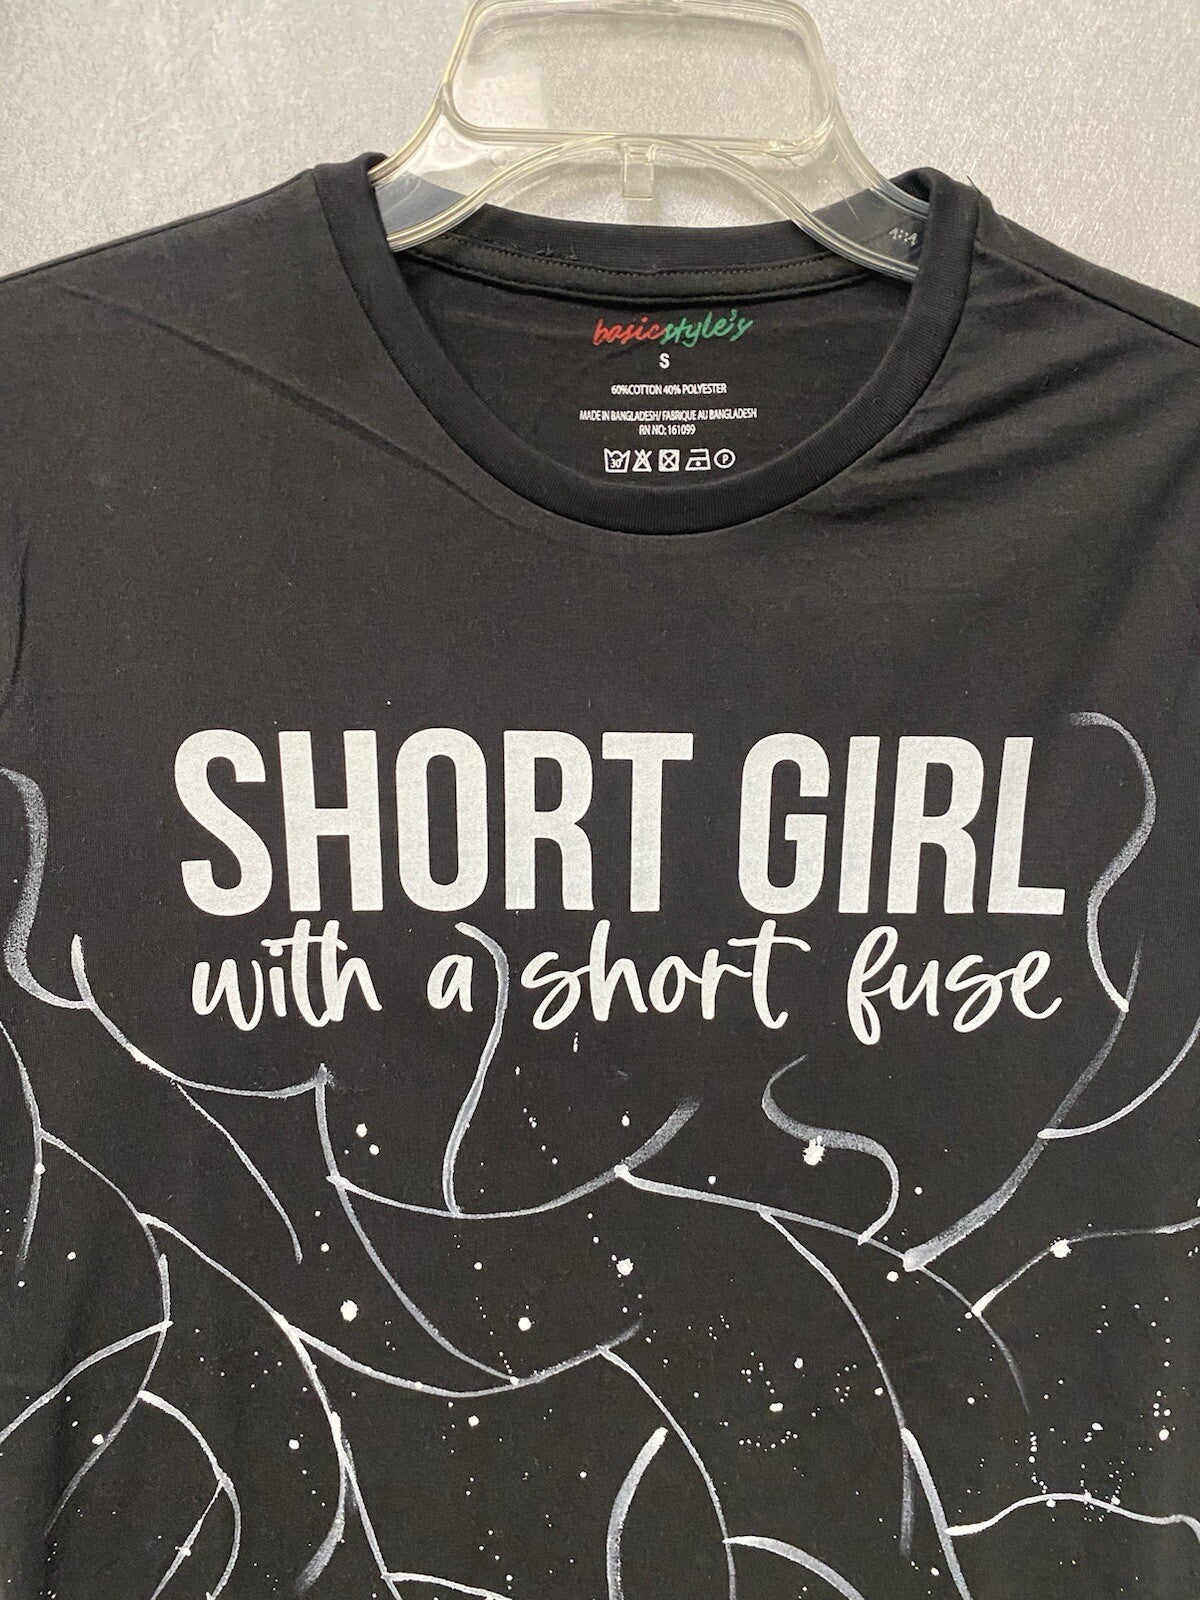 basicstyle's
S
60%COTTON 40% POLYESTER
MADE IN BANGLADESH/ FABRIQUE AU BANGLADESH
RN NO: 161099
30 P
SHORT GIRL
with a short fuse